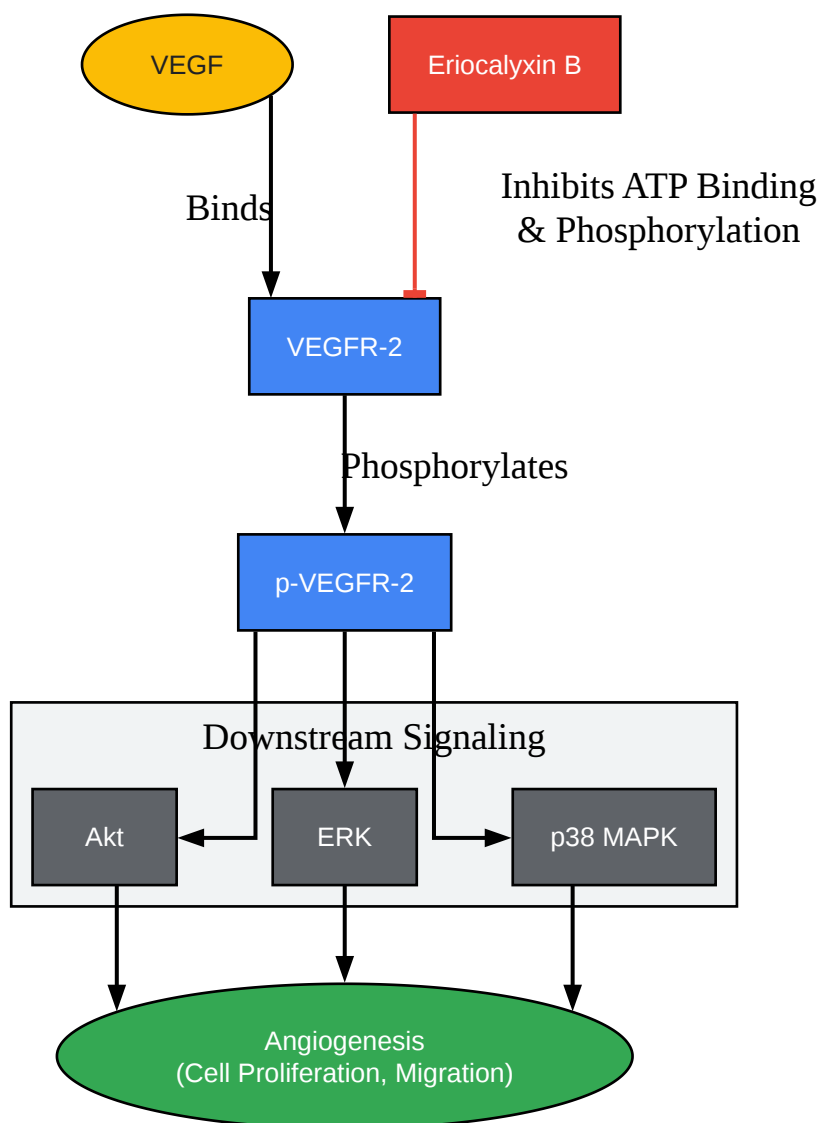 VEGF
Eriocalyxin B
Binds
Inhibits ATP Binding
& Phosphorylation
VEGFR-2
Phosphorylates
p-VEGFR-2
Downstream Signaling
Akt
ERK
p38 MAPK
Angiogenesis
(Cell Proliferation, Migration)